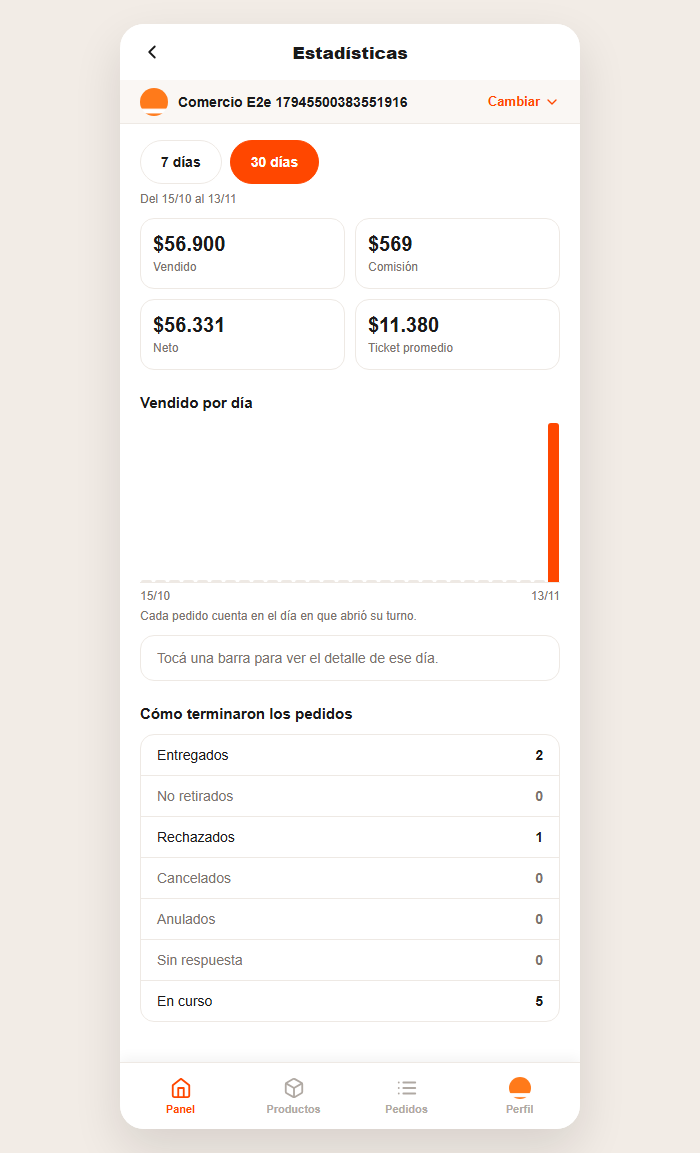 Estadísticas
Comercio E2e 17945500383551916
Cambiar
7 días
30 días
Del 15/10 al 13/11
$56.900
Vendido
$569
Comisión
$56.331
Neto
$11.380
Ticket promedio
Vendido por día
15/10
13/11
Cada pedido cuenta en el día en que abrió su turno.
Tocá una barra para ver el detalle de ese día.
Cómo terminaron los pedidos
Entregados 2
No retirados 0
Rechazados 1
Cancelados 0
Anulados 0
Sin respuesta 0
En curso 5
Panel
Productos
Pedidos
Perfil